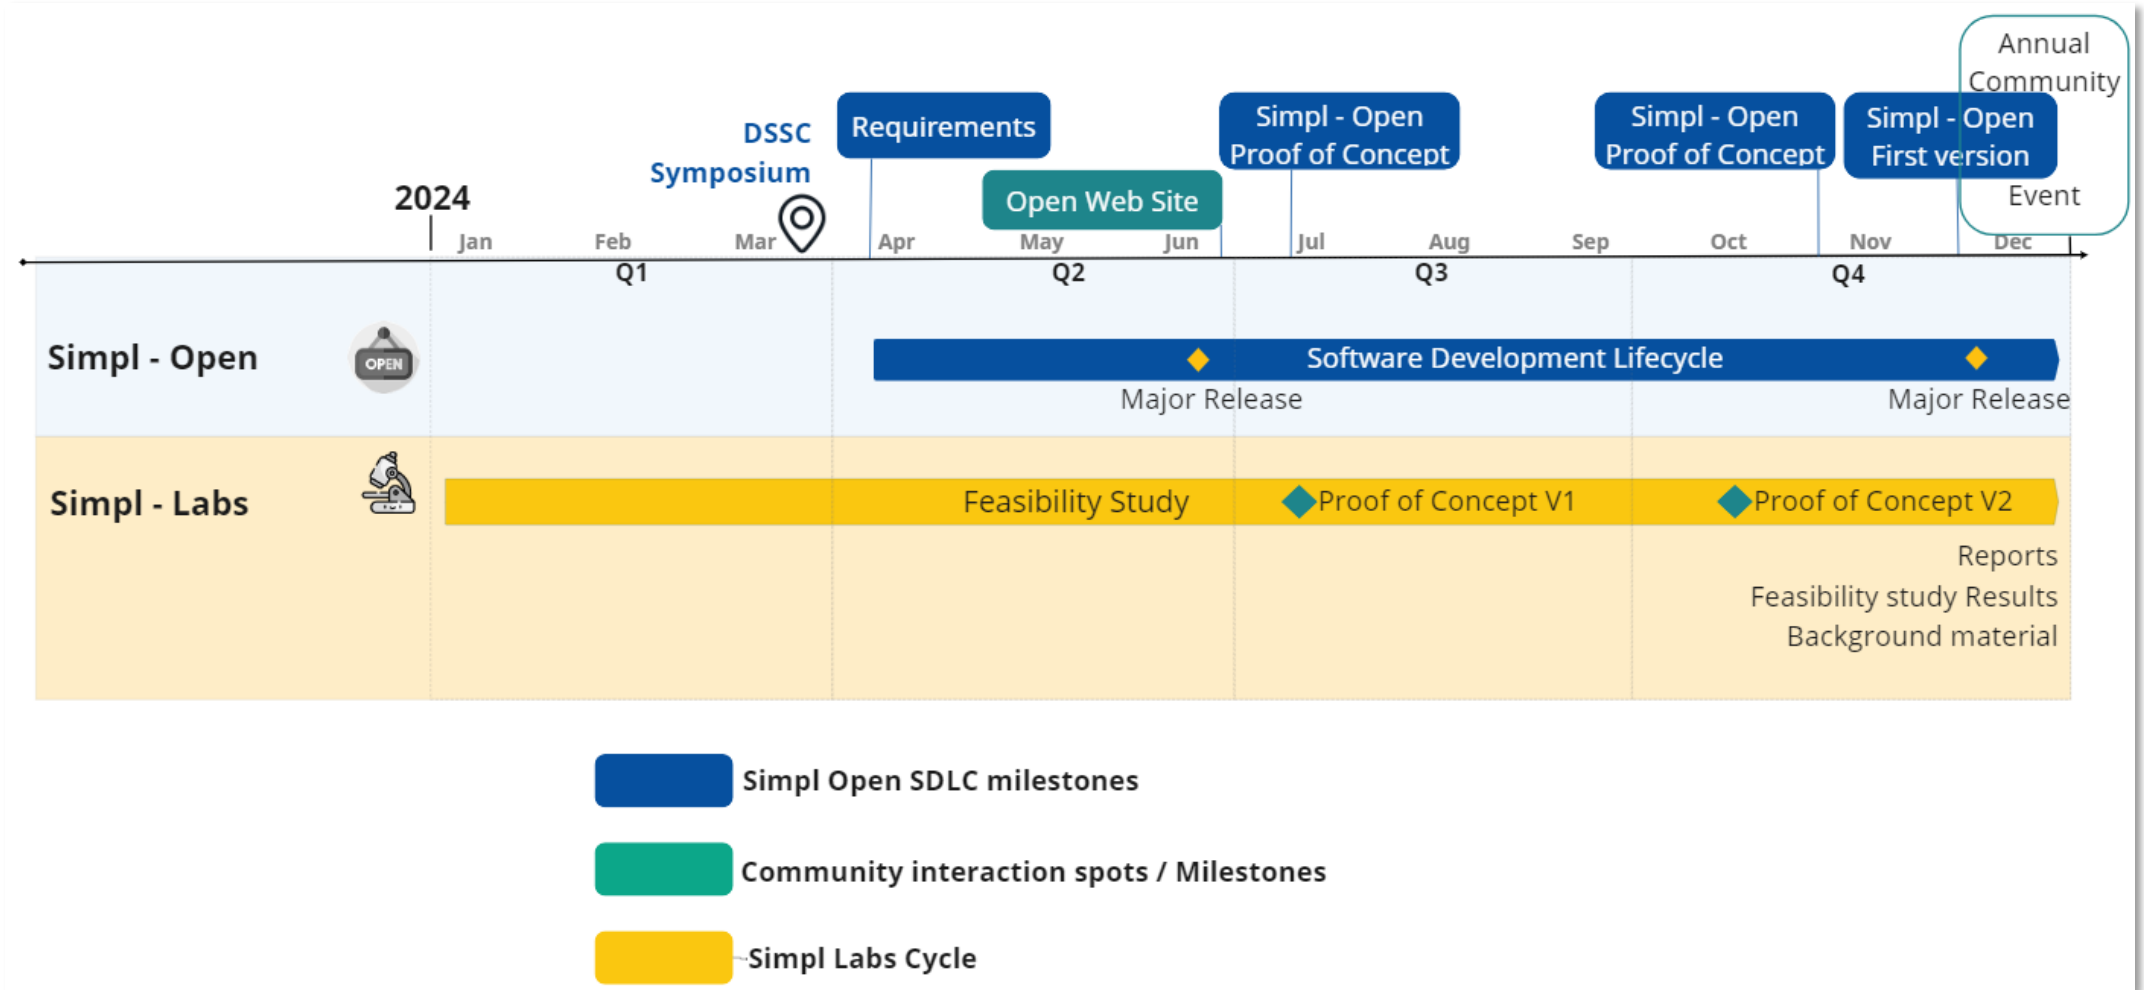 Annual
Community
Event
DSSC
Symposium
Requirements
Open Web Site
Simpl - Open
Proof of Concept
Simpl - Open
Proof of Concept
Simpl - Open
First version
2024
Jan
Feb
Mar
Apr
May
Jun
Jul
Aug
Sep
Oct
Nov
Dec
Q1
Q2
Q3
Q4
Simpl - Open
OPEN
Software Development Lifecycle
Major Release
Major Release
Simpl - Labs
Feasibility Study
Proof of Concept V1
Proof of Concept V2
Reports
Feasibility study Results
Background material
Simpl Open SDLC milestones
Community interaction spots / Milestones
Simpl Labs Cycle